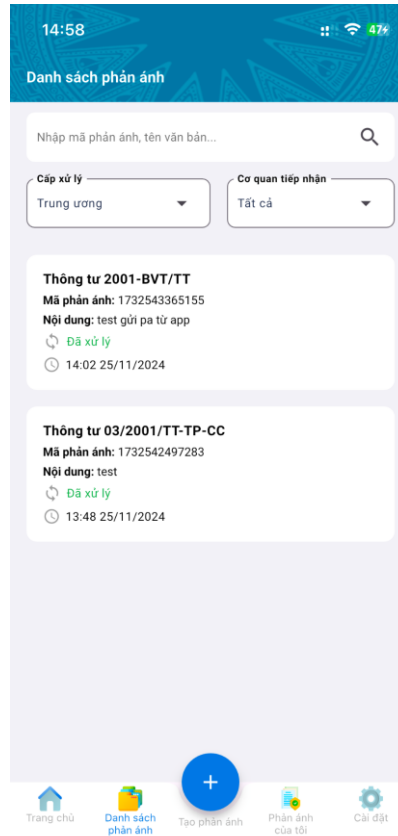 14:58
47
Danh sách phản ánh
Nhập mã phản ánh, tên văn bản...
Cấp xử lý
Cơ quan tiếp nhận
Trung ương
Tất cả
Thông tư 2001-BVT/TT
Mã phản ánh: 1732543365155
Nội dung: test gửi pa từ app
Đã xử lý
14:02 25/11/2024
Thông tư 03/2001/TT-TP-CC
Mã phản ánh: 1732542497283
Nội dung: test
Đã xử lý
13:48 25/11/2024
Trang chủ
Danh sách
phản ánh
Tạo phản ánh
Phản ánh
của tôi
Cài đặt